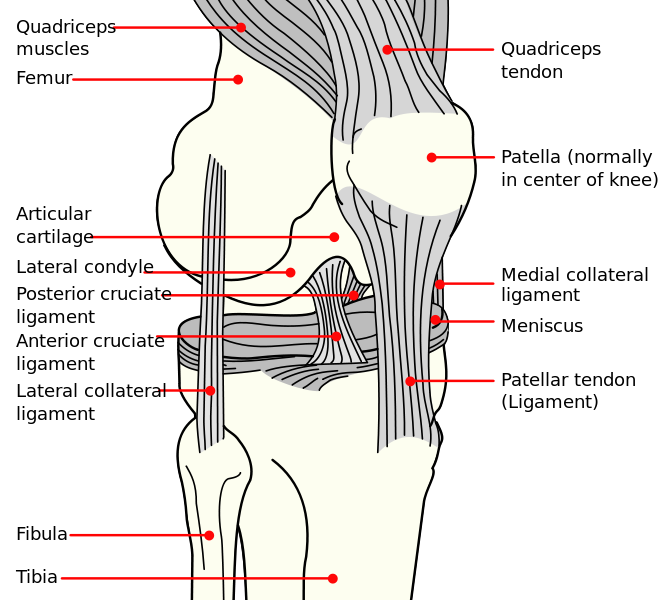 Quadriceps
muscles
Femur
Articular
cartilage
Lateral condyle
Posterior cruciate
ligament
Anterior cruciate
ligament
Lateral collateral
ligament
Fibula
Tibia
Quadriceps
tendon
Patella (normally
in center of knee)
Medial collateral
ligament
Meniscus
Patellar tendon
(Ligament)